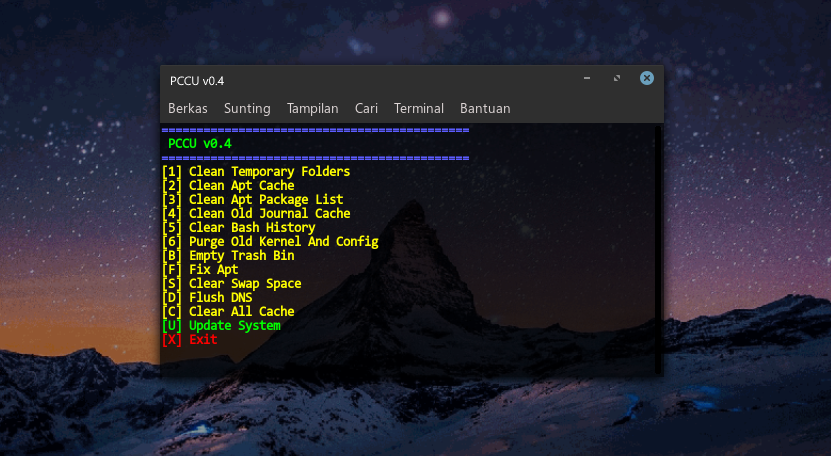 PCCU v0.4
Berkas Sunting Tampilan Cari Terminal Bantuan
============================================
PCCU v0.4
============================================
[1] Clean Temporary Folders
[2] Clean Apt Cache
[3] Clean Apt Package List
[4] Clean Old Journal Cache
[5] Clear Bash History
[6] Purge Old Kernel And Config
[B] Empty Trash Bin
[F] Fix Apt
[S] Clear Swap Space
[D] Flush DNS
[C] Clear All Cache
[U] Update System
[X] Exit